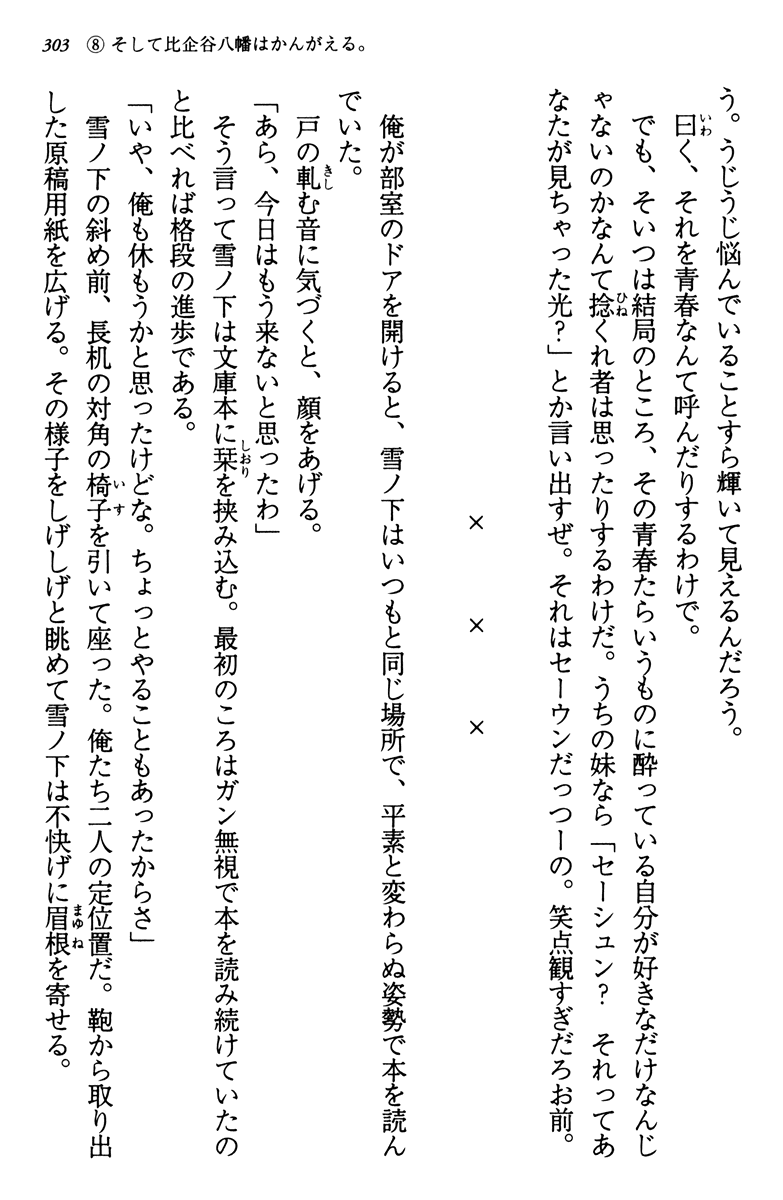 303 ⑧ そして比企谷八幡はかんがえる。
う。うじうじ悩んでいることすら輝いて見えるんだろう。
曰く、それを青春なんて呼んだりするわけで。
でも、そいつは結局のところ、その青春たらいうものに酔っている自分が好きなだけなんじ
ゃないのかなんて捻くれ者は思ったりするわけだ。うちの妹なら「セーシュン？　それってあ
なたが見ちゃった光？」とか言い出すぜ。それはセーウンだっつーの。笑点観すぎだろお前。
×　×　×
俺が部室のドアを開けると、雪ノ下はいつもと同じ場所で、平素と変わらぬ姿勢で本を読ん
でいた。
戸の軋む音に気づくと、顔をあげる。
「あら、今日はもう来ないと思ったわ」
そう言って雪ノ下は文庫本に栞を挟み込む。最初のころはガン無視で本を読み続けていたの
と比べれば格段の進歩である。
「いや、俺も休もうかと思ったけどな。ちょっとやることもあったからさ」
雪ノ下の斜め前、長机の対角の椅子を引いて座った。俺たち二人の定位置だ。鞄から取り出
した原稿用紙を広げる。その様子をしげしげと眺めて雪ノ下は不快げに眉根を寄せる。